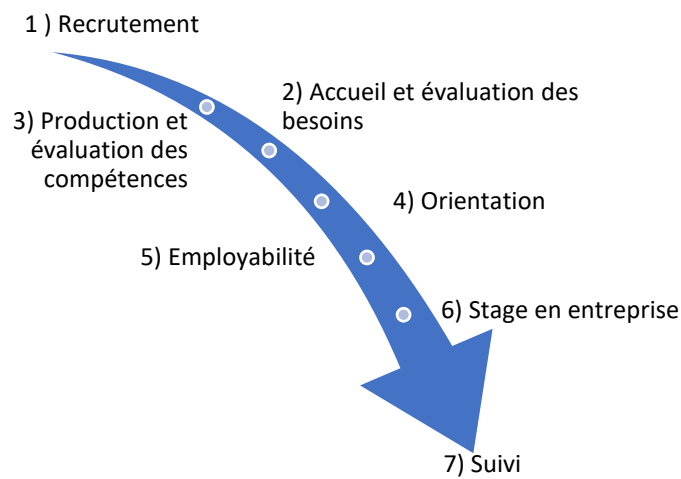 1 ) Recrutement
2) Accueil et évaluation des
besoins
3) Production et
évaluation des
compétences
4) Orientation
5) Employabilité
6) Stage en entreprise
7) Suivi